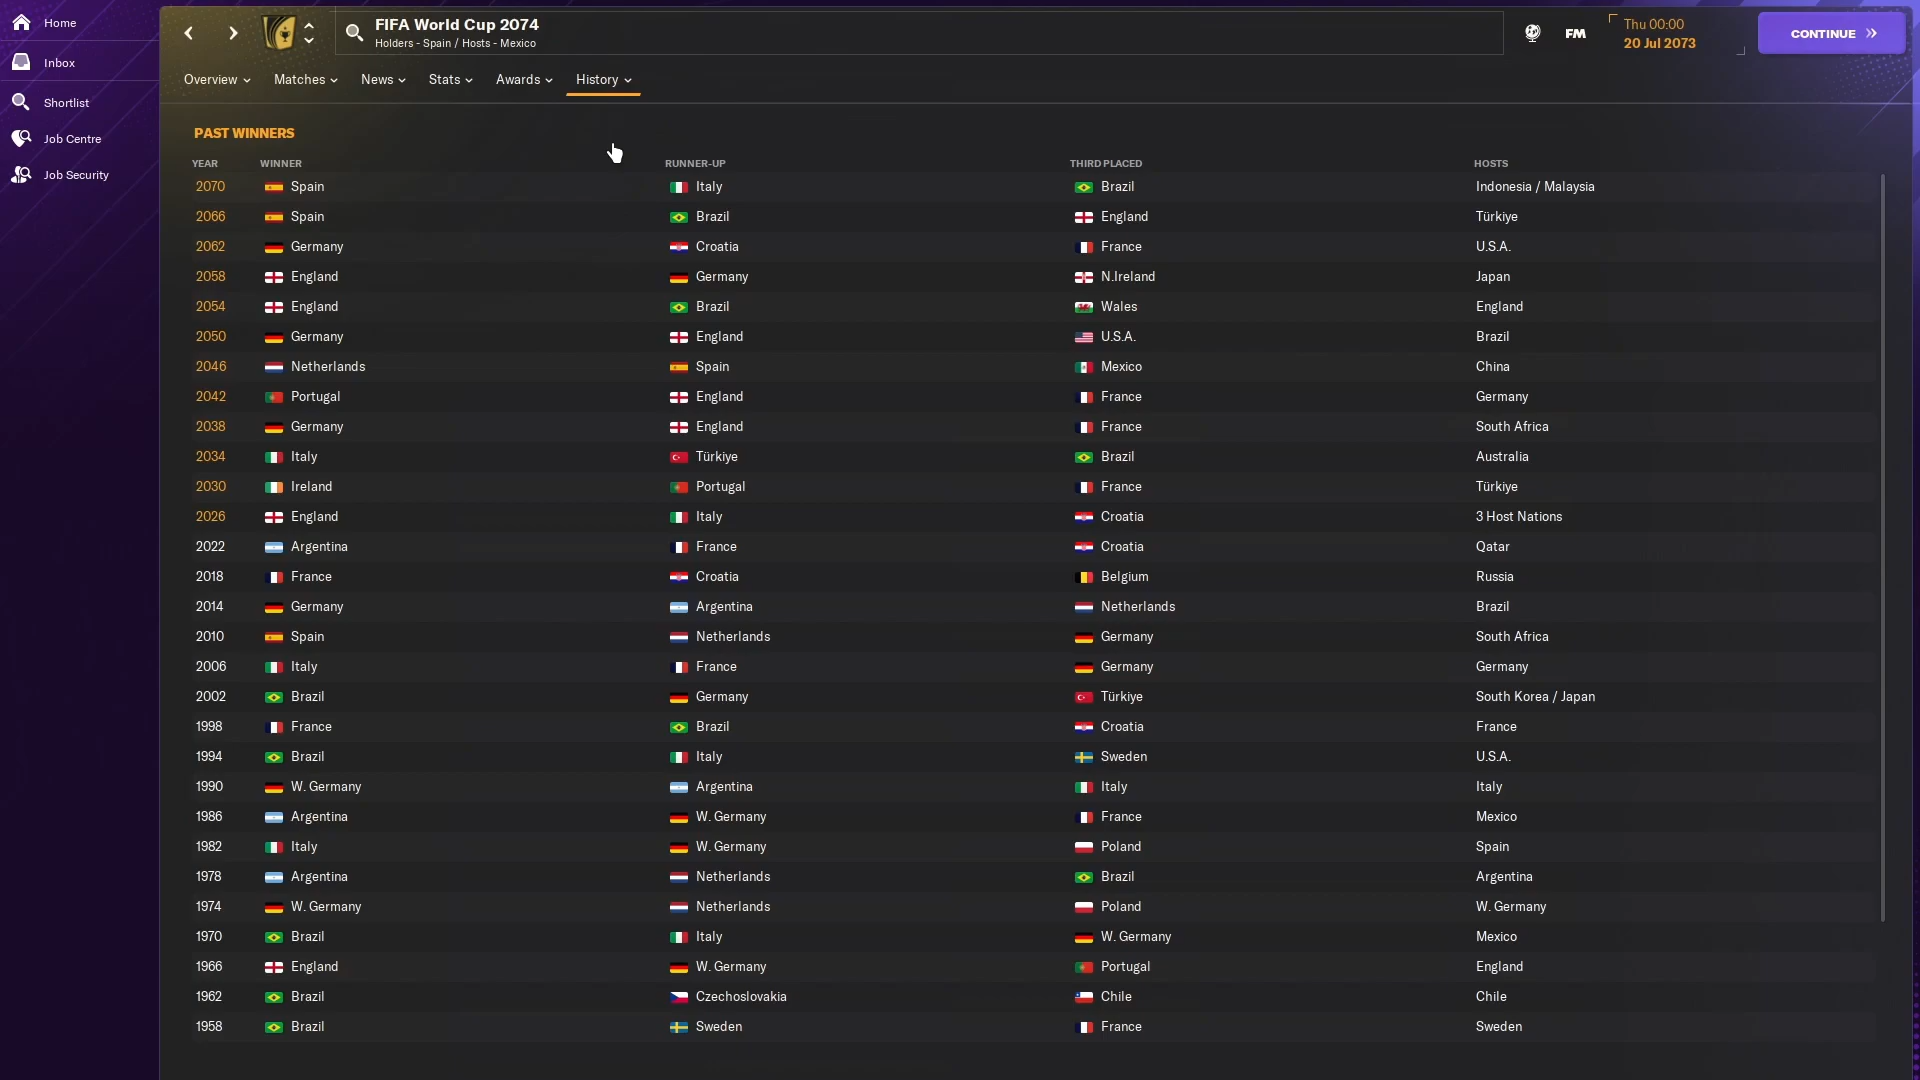 Home
Inbox
Shortlist
Job Centre
Job Security
FIFA World Cup 2074
Holders - Spain / Hosts - Mexico
FM
Thu 00:00
20 Jul 2073
CONTINUE
Overview Matches News Stats Awards History
PAST WINNERS
YEAR WINNER RUNNER-UP THIRD PLACED HOSTS
2070 Spain Italy Brazil Indonesia / Malaysia
2066 Spain Brazil England Türkiye
2062 Germany Croatia France U.S.A.
2058 England Germany N.Ireland Japan
2054 England Brazil Wales England
2050 Germany England U.S.A. Brazil
2046 Netherlands Spain Mexico China
2042 Portugal England France Germany
2038 Germany England France South Africa
2034 Italy Türkiye Brazil Australia
2030 Ireland Portugal France Türkiye
2026 England Italy Croatia 3 Host Nations
2022 Argentina France Croatia Qatar
2018 France Croatia Belgium Russia
2014 Germany Argentina Netherlands Brazil
2010 Spain Netherlands Germany South Africa
2006 Italy France Germany Germany
2002 Brazil Germany Türkiye South Korea / Japan
1998 France Brazil Croatia France
1994 Brazil Italy Sweden U.S.A.
1990 W. Germany Argentina Italy Italy
1986 Argentina W. Germany France Mexico
1982 Italy W. Germany Poland Spain
1978 Argentina Netherlands Brazil Argentina
1974 W. Germany Netherlands Poland W. Germany
1970 Brazil Italy W. Germany Mexico
1966 England W. Germany Portugal England
1962 Brazil Czechoslovakia Chile Chile
1958 Brazil Sweden France Sweden